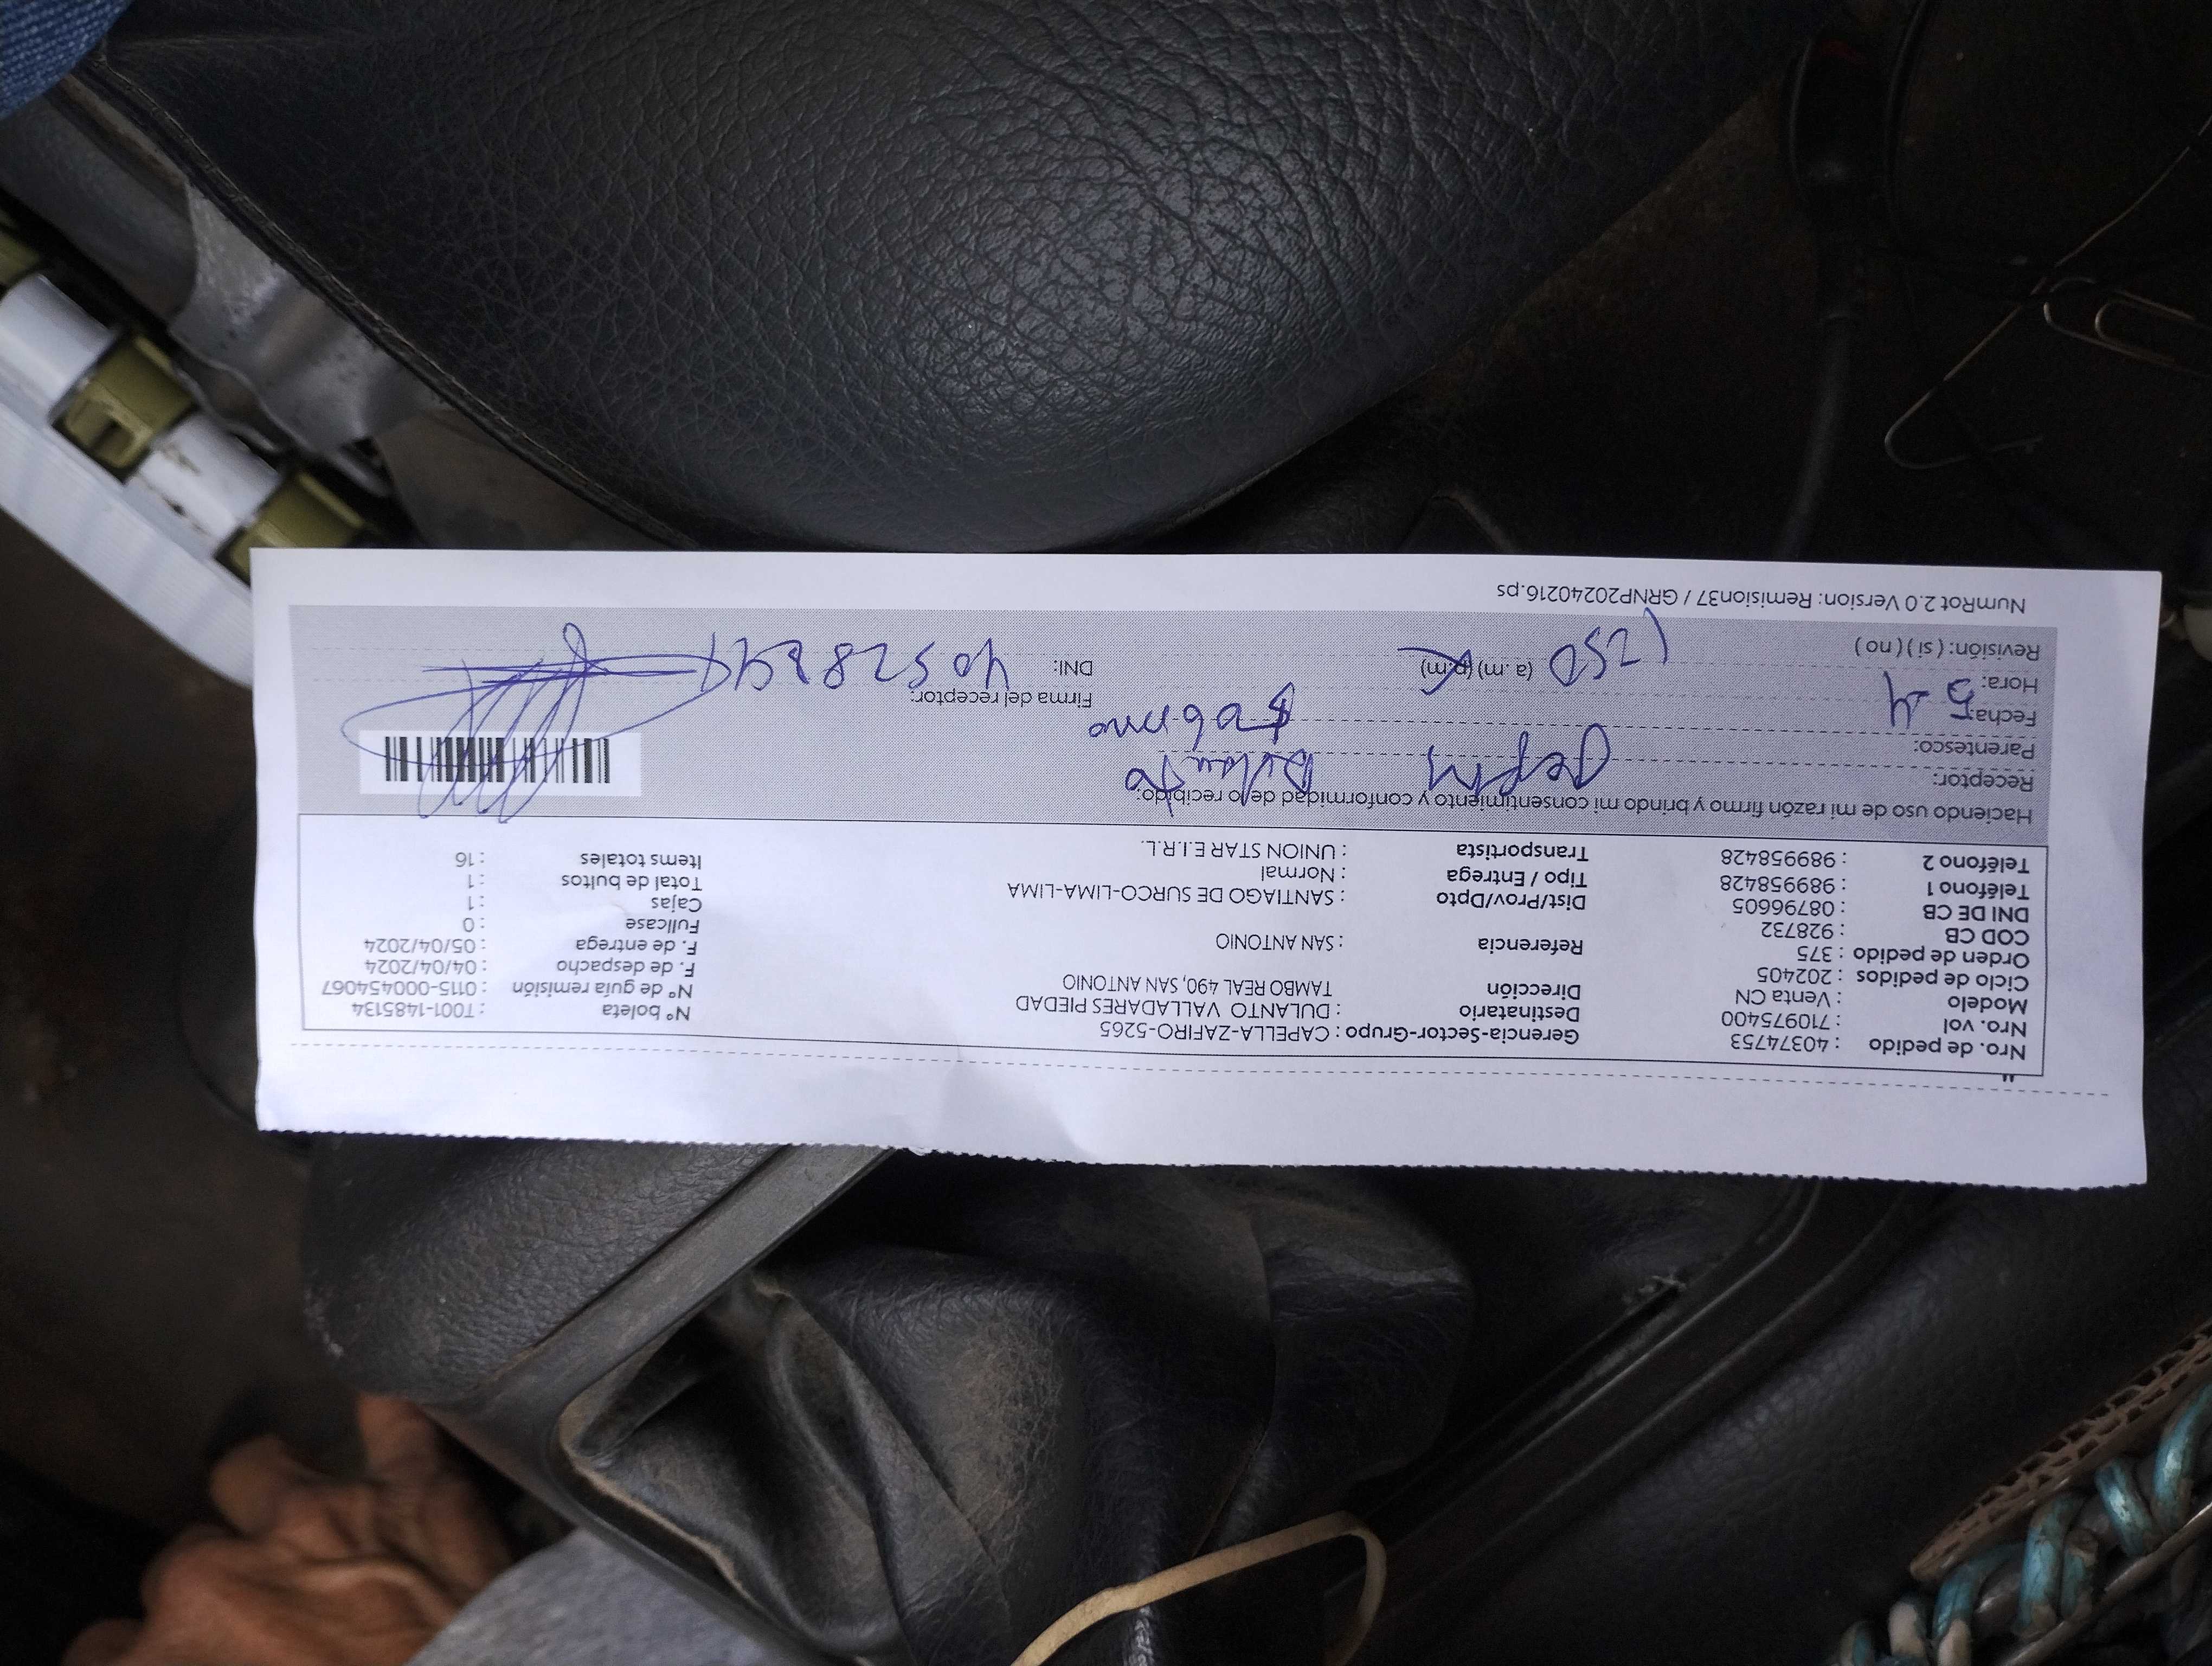 Nro. de pedido : 40374753 Gerencia-Sector-Grupo : CAPELLA-ZAFIRO-5265 N° boleta : T001-1485134
Nro. vol : 710975400 Destinatario : DULANTO VALLADARES PIEDAD N° de guía remisión : 0115-000454067
Modelo : Venta CN Dirección TAMBO REAL 490, SAN ANTONIO F. de despacho : 04/04/2024
Ciclo de pedidos : 202405 Referencia : SAN ANTONIO F. de entrega : 05/04/2024
Orden de pedido : 375 Fullcase : 0
COD CB : 928732 Dist/Prov/Dpto : SANTIAGO DE SURCO-LIMA-LIMA Cajas : 1
DNI DE CB : 08796605 Tipo / Entrega : Normal Total de bultos : 1
Teléfono 1 : 989958428 Transportista : UNION STAR E.I.R.L. Items totales : 16
Teléfono 2 : 989958428
Haciendo uso de mi razón firmo y brindo mi consentimiento y conformidad de lo recibido:
Receptor: Dulanto
Parentesco:
Fecha: 5-4
Hora: 1250 (a.m) (p.m) Firma del receptor:
Revisión: ( si ) ( no ) DNI:
NumRot 2.0 Version: Remision37 / GRNP20240216.ps